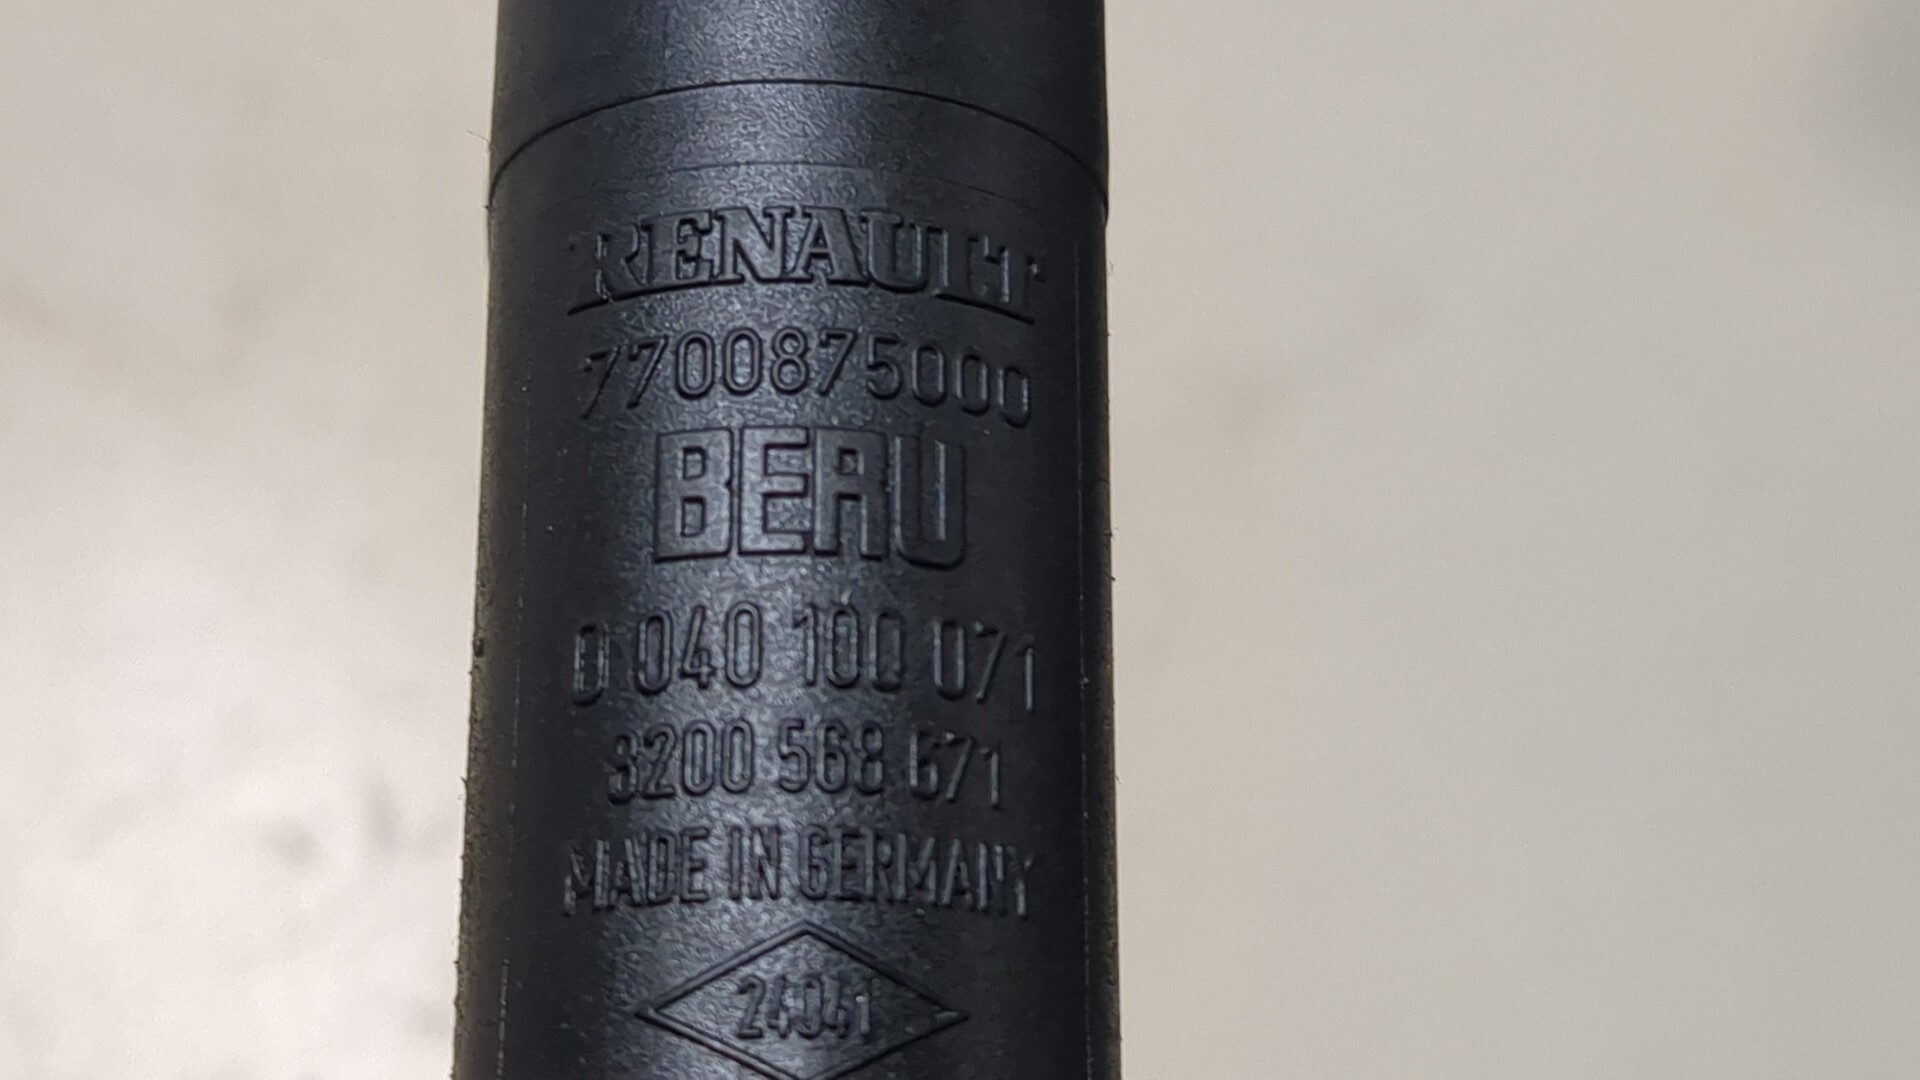 RENAULT
7700875000
BERU
0 040 100 071
8200 568 671
MADE IN GERMANY
24041